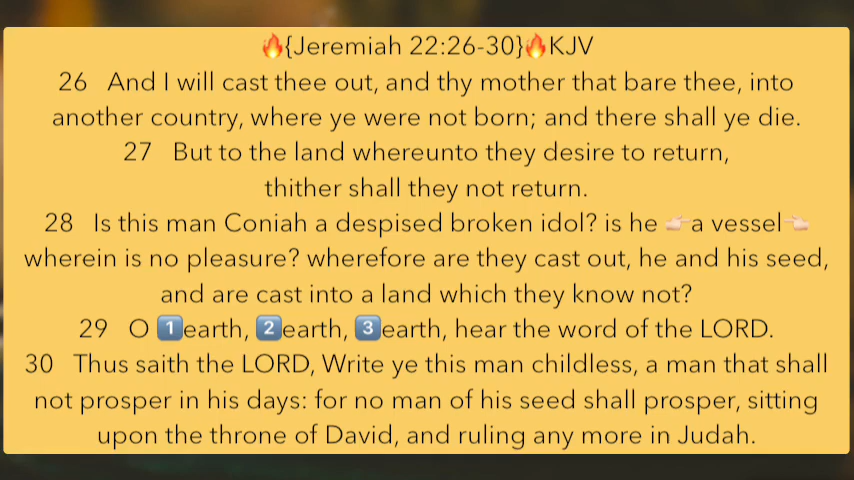 🔥{Jeremiah 22:26-30}🔥KJV
26 And I will cast thee out, and thy mother that bare thee, into
another country, where ye were not born; and there shall ye die.
27 But to the land whereunto they desire to return,
thither shall they not return.
28 Is this man Coniah a despised broken idol? is he 👉🏻a vessel👈🏻
wherein is no pleasure? wherefore are they cast out, he and his seed,
and are cast into a land which they know not?
29 O 1️⃣earth, 2️⃣earth, 3️⃣earth, hear the word of the LORD.
30 Thus saith the LORD, Write ye this man childless, a man that shall
not prosper in his days: for no man of his seed shall prosper, sitting
upon the throne of David, and ruling any more in Judah.